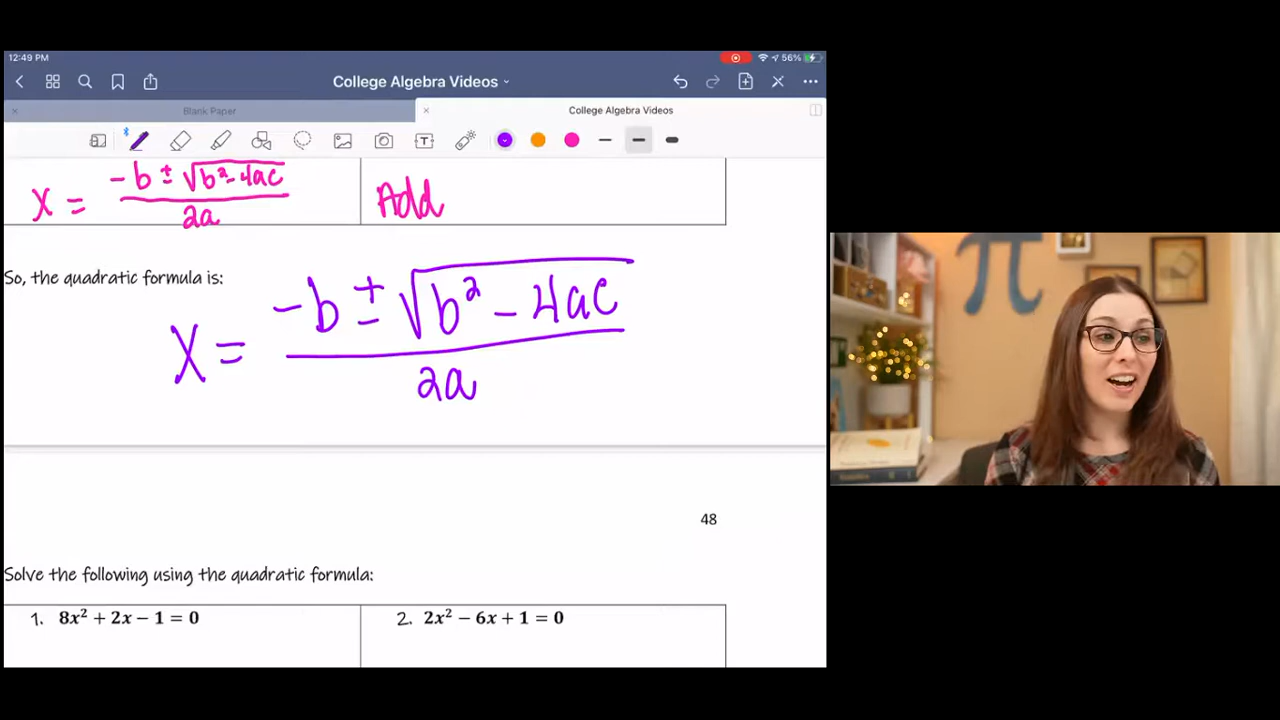 12:49 PM
56%
College Algebra Videos
Blank Paper
College Algebra Videos
T
x = -b ± √b² - 4ac / 2a
Add
So, the quadratic formula is:
x = -b ± √b² - 4ac / 2a
48
Solve the following using the quadratic formula:
1. 8x² + 2x − 1 = 0
2. 2x² − 6x + 1 = 0